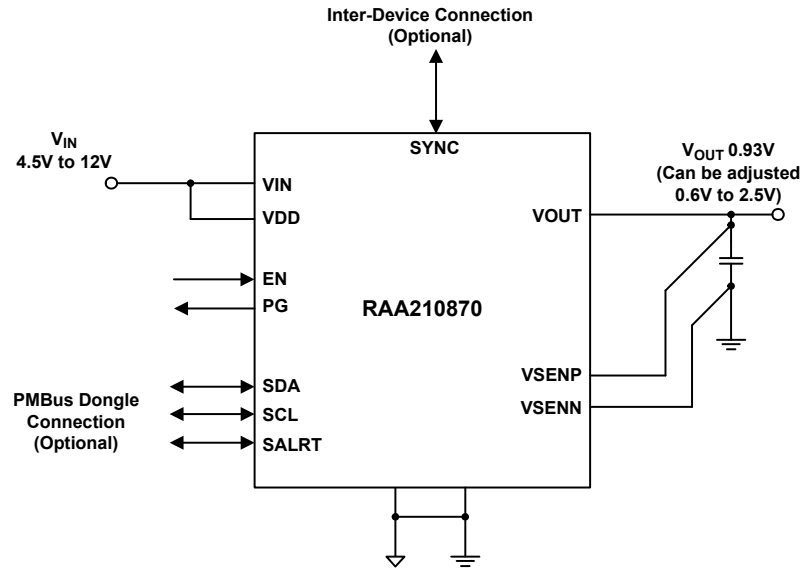 Inter-Device Connection
(Optional)
SYNC
VIN
4.5V to 12V
VIN
VDD
EN
PG
RAA210870
VOUT
VOUT 0.93V
(Can be adjusted
0.6V to 2.5V)
PMBus Dongle
Connection
(Optional)
SDA
SCL
SALRT
VSENP
VSENN